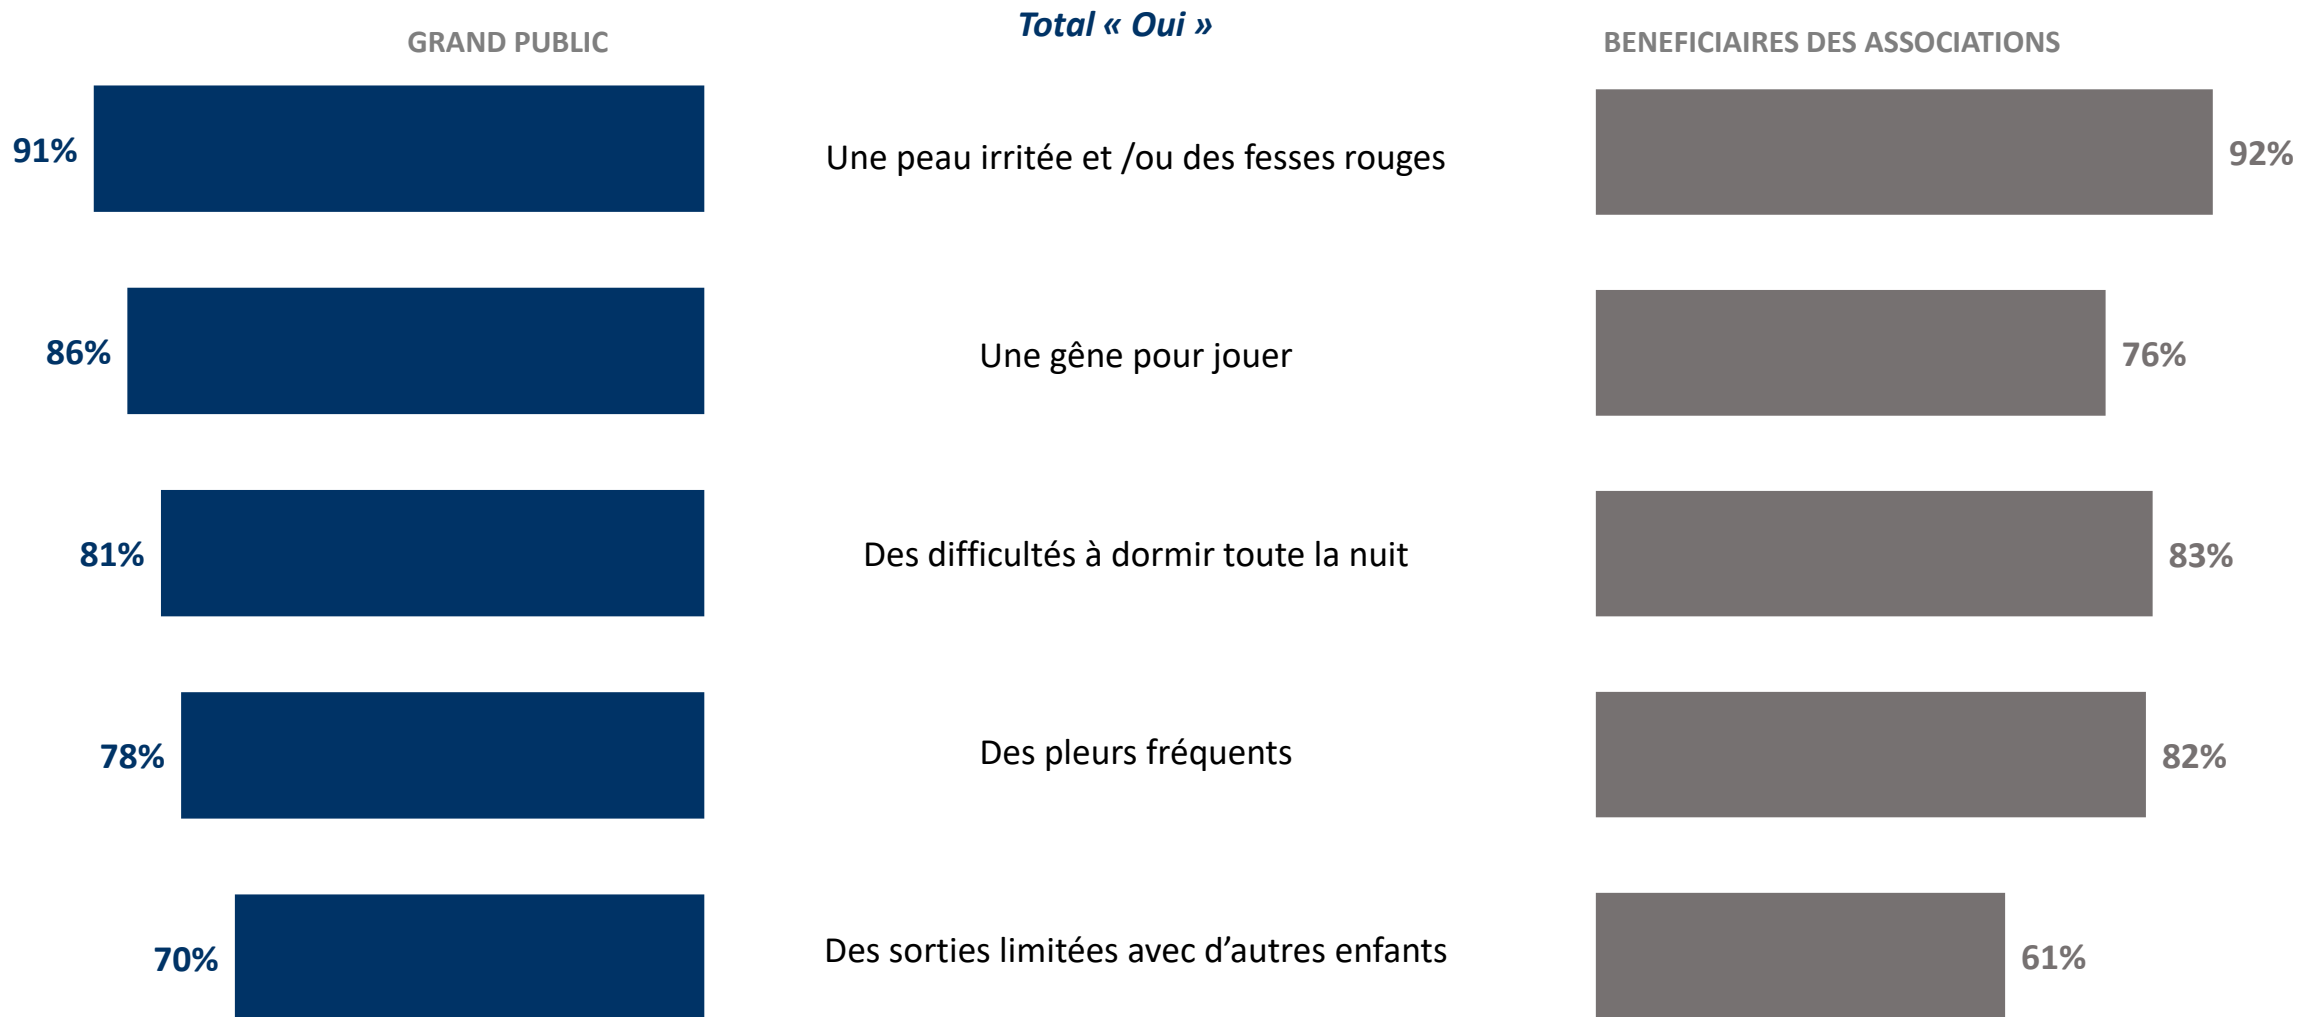 Total « Oui »
GRAND PUBLIC
BENEFICIAIRES DES ASSOCIATIONS
91%
Une peau irritée et /ou des fesses rouges
92%
86%
Une gêne pour jouer
76%
81%
Des difficultés à dormir toute la nuit
83%
78%
Des pleurs fréquents
82%
70%
Des sorties limitées avec d’autres enfants
61%